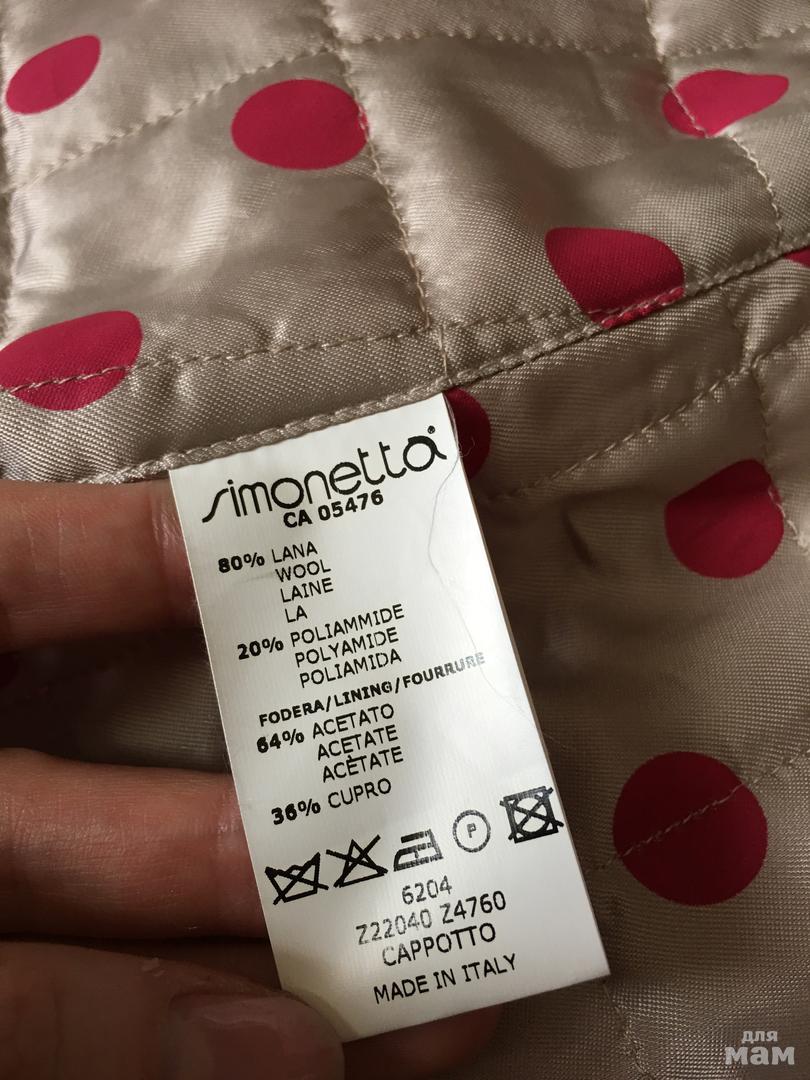 simonetta®
CA 05476
80% LANA
WOOL
LAINE
LA
20% POLIAMMIDE
POLYAMIDE
POLIAMIDA
FODERA/LINING/FOURRURE
64% ACETATO
ACETATE
ACÈTATE
36% CUPRO
P
6204
Z22040 Z4760
CAPPOTTO
MADE IN ITALY
для
мам